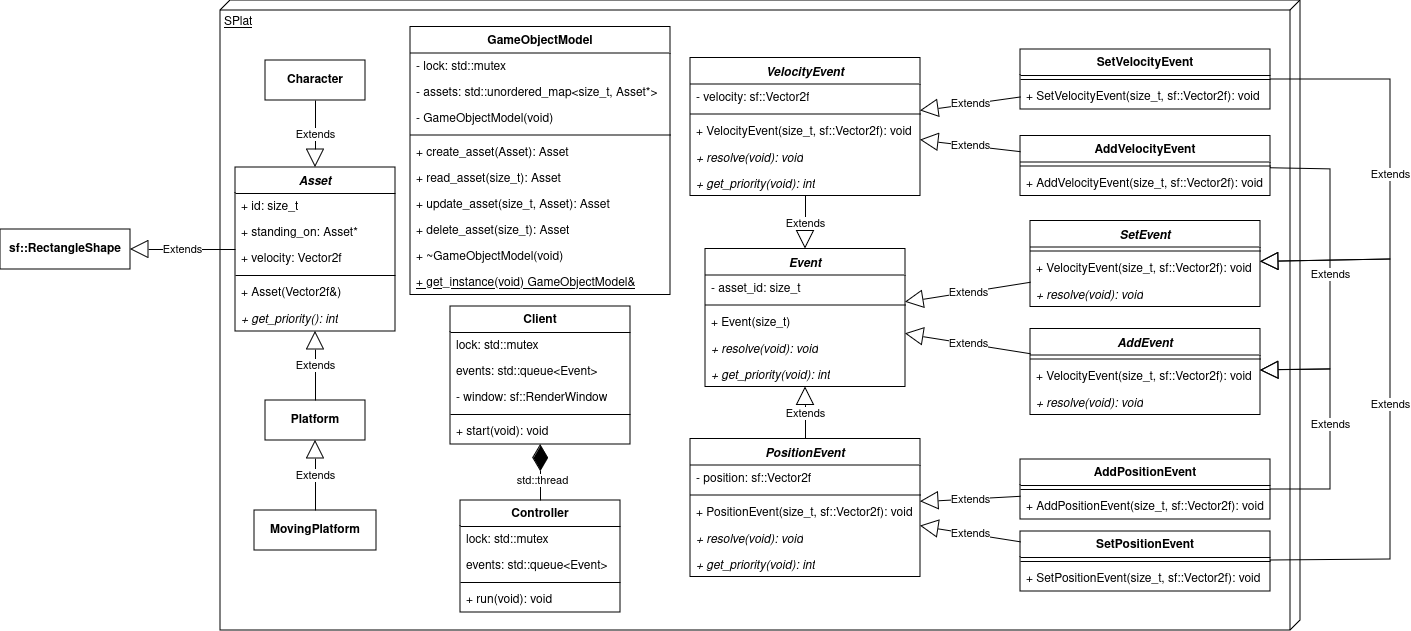 SPlat
sf::RectangleShape
Extends
Character
Extends
Asset
+ id: size_t
+ standing_on: Asset*
+ velocity: Vector2f
+ Asset(Vector2f&)
+ get_priority(): int
Extends
Platform
Extends
MovingPlatform
GameObjectModel
- lock: std::mutex
- assets: std::unordered_map<size_t, Asset*>
- GameObjectModel(void)
+ create_asset(Asset): Asset
+ read_asset(size_t): Asset
+ update_asset(size_t, Asset): Asset
+ delete_asset(size_t): Asset
+ ~GameObjectModel(void)
+ get_instance(void) GameObjectModel&
Client
lock: std::mutex
events: std::queue<Event>
- window: sf::RenderWindow
+ start(void): void
std::thread
Controller
lock: std::mutex
events: std::queue<Event>
+ run(void): void
VelocityEvent
- velocity: sf::Vector2f
+ VelocityEvent(size_t, sf::Vector2f): void
+ resolve(void): void
+ get_priority(void): int
Extends
Event
- asset_id: size_t
+ Event(size_t)
+ resolve(void): void
+ get_priority(void): int
Extends
PositionEvent
- position: sf::Vector2f
+ PositionEvent(size_t, sf::Vector2f): void
+ resolve(void): void
+ get_priority(void): int
Extends
Extends
Extends
Extends
Extends
Extends
SetVelocityEvent
+ SetVelocityEvent(size_t, sf::Vector2f): void
AddVelocityEvent
+ AddVelocityEvent(size_t, sf::Vector2f): void
SetEvent
+ VelocityEvent(size_t, sf::Vector2f): void
+ resolve(void): void
AddEvent
+ VelocityEvent(size_t, sf::Vector2f): void
+ resolve(void): void
AddPositionEvent
+ AddPositionEvent(size_t, sf::Vector2f): void
SetPositionEvent
+ SetPositionEvent(size_t, sf::Vector2f): void
Extends
Extends
Extends
Extends